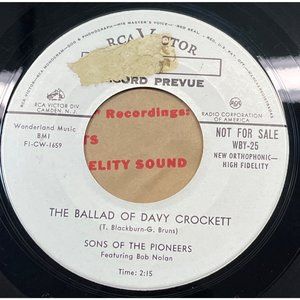 RCA VICTOR
RECORD PREVUE
RCA VICTOR DIV.
CAMDEN, N. J.
RCA
RADIO CORPORATION
OF AMERICA
Recordings:
TS
ELITY SOUND
Wonderland Music
BMI
F1-CW-1659
NOT FOR SALE
WBY-25
NEW ORTHOPHONIC—
HIGH FIDELITY
THE BALLAD OF DAVY CROCKETT
(T. Blackburn-G. Bruns)
SONS OF THE PIONEERS
Featuring Bob Nolan
Time: 2:15